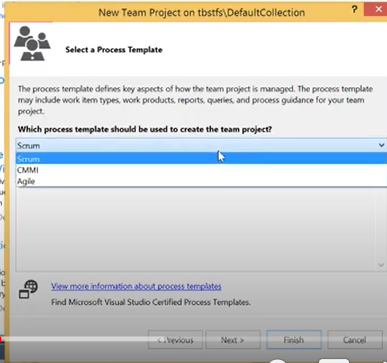 New Team Project on tbstfs\DefaultCollection
?
Select a Process Template
The process template defines key aspects of how the team project is managed. The process template
may include work item types, work products, reports, queries, and process guidance for your team
project.
Which process template should be used to create the team project?
Scrum
Scrum
CMMI
Agile
View more information about process templates
Find Microsoft Visual Studio Certified Process Templates.
< Previous
Next >
Finish
Cancel